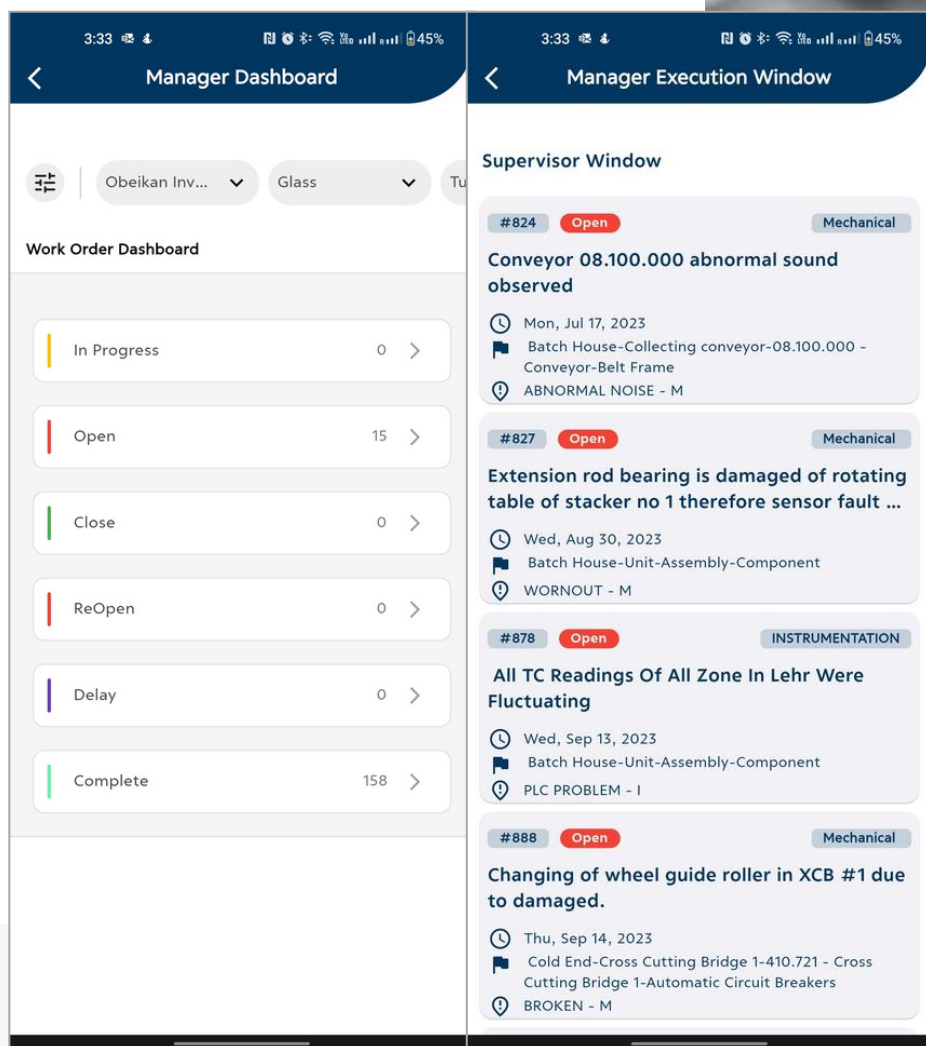 3:33 45%
Manager Dashboard
Obeikan Inv... Glass Tu
Work Order Dashboard
In Progress 0
Open 15
Close 0
ReOpen 0
Delay 0
Complete 158
3:33 45%
Manager Execution Window
Supervisor Window
#824 Open Mechanical
Conveyor 08.100.000 abnormal sound
observed
Mon, Jul 17, 2023
Batch House-Collecting conveyor-08.100.000 -
Conveyor-Belt Frame
ABNORMAL NOISE - M
#827 Open Mechanical
Extension rod bearing is damaged of rotating
table of stacker no 1 therefore sensor fault ...
Wed, Aug 30, 2023
Batch House-Unit-Assembly-Component
WORNOUT - M
#878 Open INSTRUMENTATION
All TC Readings Of All Zone In Lehr Were
Fluctuating
Wed, Sep 13, 2023
Batch House-Unit-Assembly-Component
PLC PROBLEM - I
#888 Open Mechanical
Changing of wheel guide roller in XCB #1 due
to damaged.
Thu, Sep 14, 2023
Cold End-Cross Cutting Bridge 1-410.721 - Cross
Cutting Bridge 1-Automatic Circuit Breakers
BROKEN - M